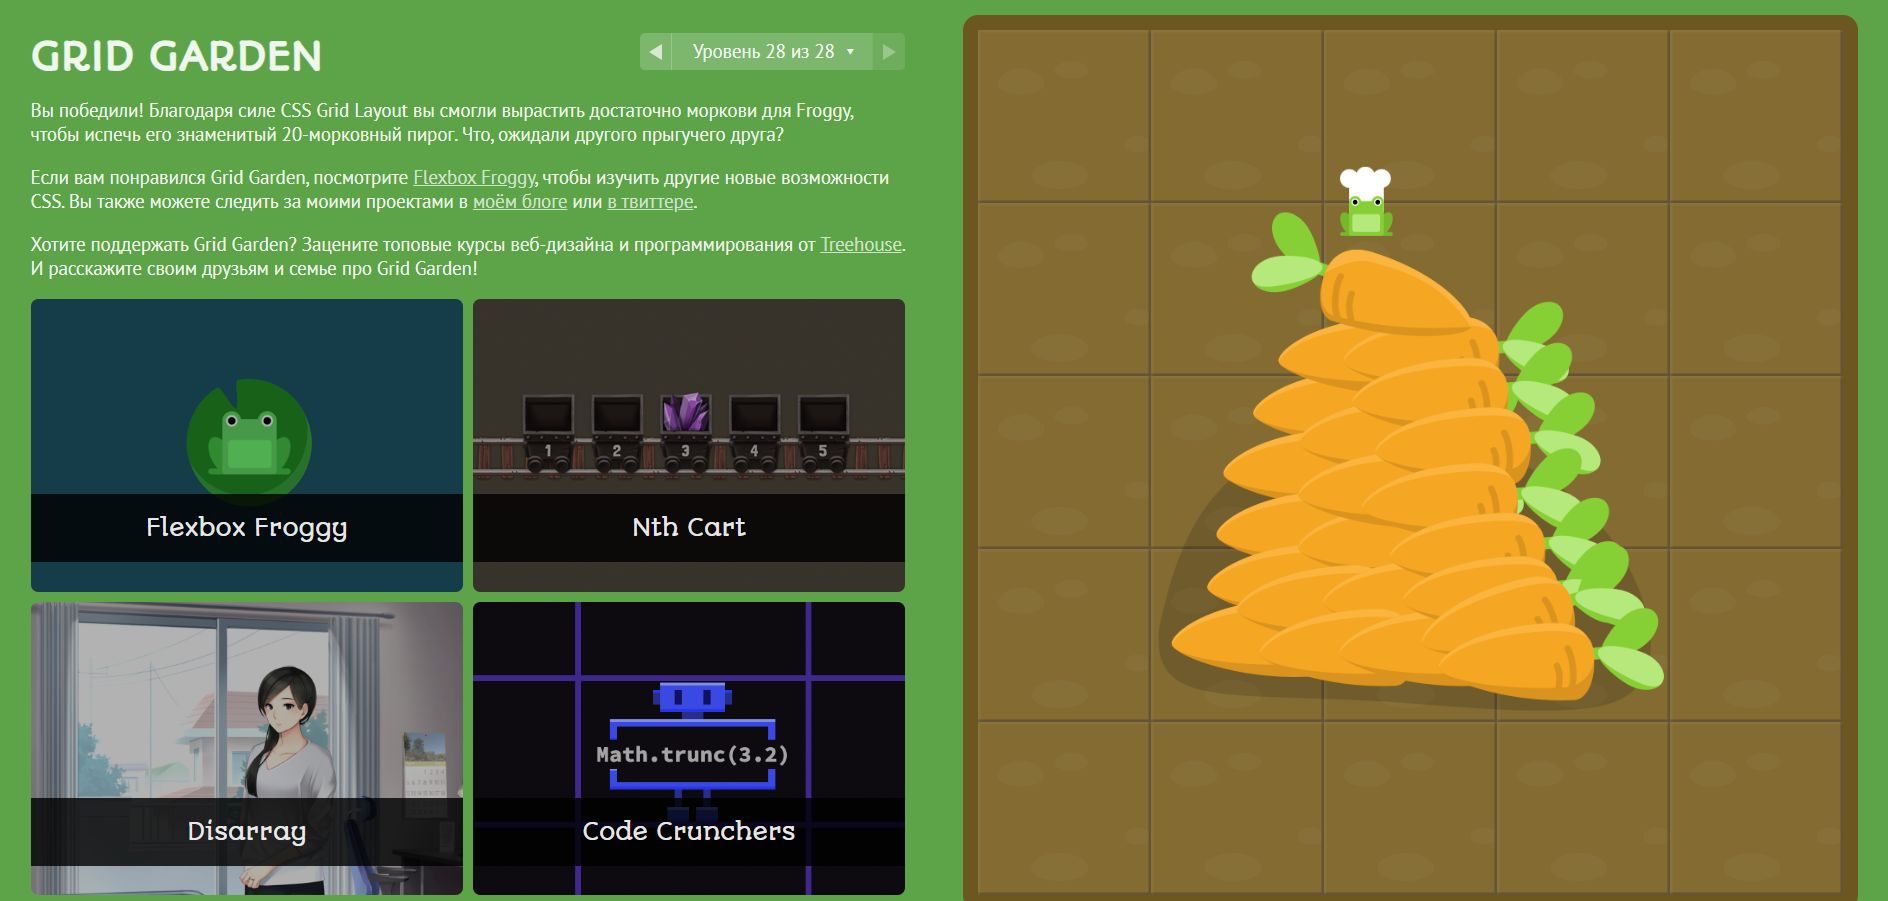 GRID GARDEN
Уровень 28 из 28
Вы победили! Благодаря силе CSS Grid Layout вы смогли вырастить достаточно моркови для Froggy,
чтобы испечь его знаменитый 20-морковный пирог. Что, ожидали другого прыгучего друга?
Если вам понравился Grid Garden, посмотрите Flexbox Froggy, чтобы изучить другие новые возможности
CSS. Вы также можете следить за моими проектами в моём блоге или в твиттере.
Хотите поддержать Grid Garden? Зацените топовые курсы веб-дизайна и программирования от Treehouse.
И расскажите своим друзьям и семье про Grid Garden!
Flexbox Froggy
1 2 3 4 5
Nth Cart
Disarray
Math.trunc(3.2)
Code Crunchers